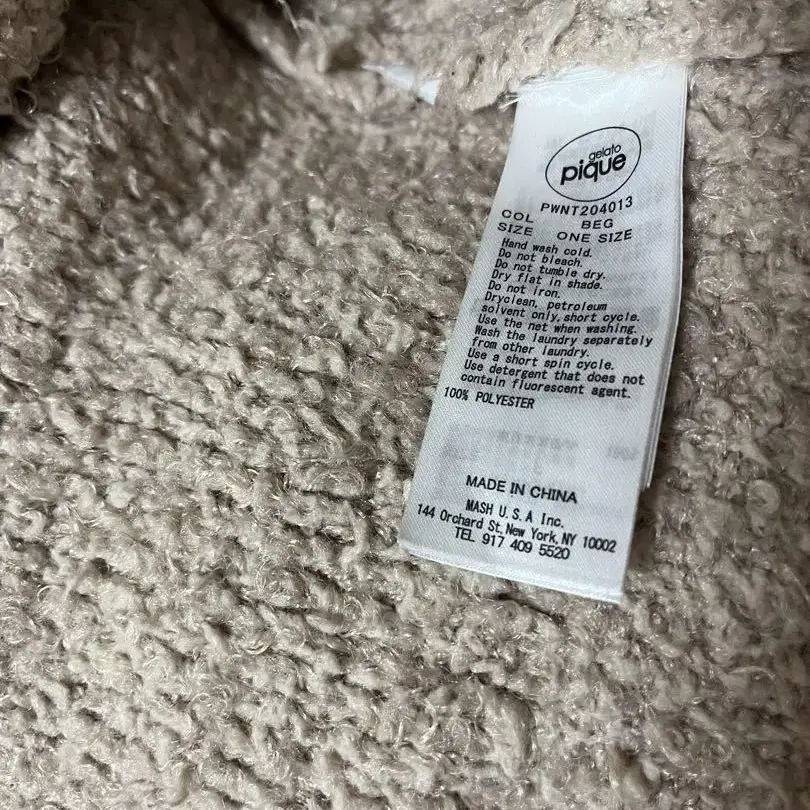 gelato
pique
PWNT204013
COL BEG
SIZE ONE SIZE
Hand wash cold.
Do not bleach.
Do not tumble dry.
Dry flat in shade.
Do not iron.
Dryclean, petroleum
solvent only, short cycle.
Use the net when washing.
Wash the laundry separately
from other laundry.
Use a short spin cycle.
Use detergent that does not
contain fluorescent agent.
100% POLYESTER
MADE IN CHINA
MASH U.S.A Inc.
144 Orchard St, New York, NY 10002
TEL 917 409 5520